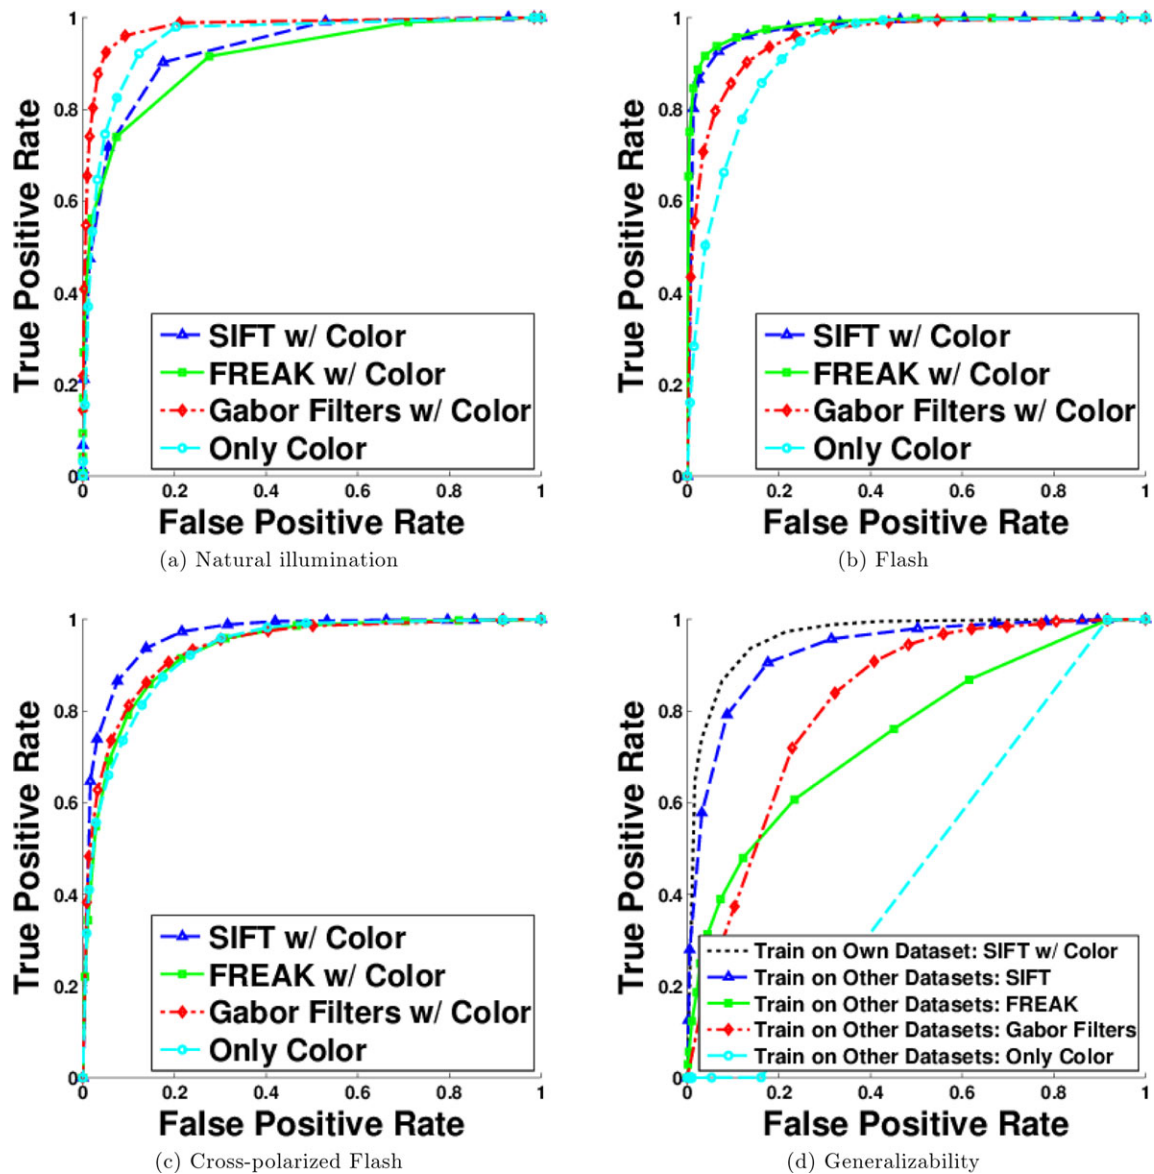 True Positive Rate
1
0.8
0.6
0.4
0.2
0
SIFT w/ Color
FREAK w/ Color
Gabor Filters w/ Color
Only Color
0 0.2 0.4 0.6 0.8 1
False Positive Rate
(a) Natural illumination
True Positive Rate
1
0.8
0.6
0.4
0.2
0
SIFT w/ Color
FREAK w/ Color
Gabor Filters w/ Color
Only Color
0 0.2 0.4 0.6 0.8 1
False Positive Rate
(b) Flash
True Positive Rate
1
0.8
0.6
0.4
0.2
0
SIFT w/ Color
FREAK w/ Color
Gabor Filters w/ Color
Only Color
0 0.2 0.4 0.6 0.8 1
False Positive Rate
(c) Cross-polarized Flash
True Positive Rate
1
0.8
0.6
0.4
0.2
0
Train on Own Dataset: SIFT w/ Color
Train on Other Datasets: SIFT
Train on Other Datasets: FREAK
Train on Other Datasets: Gabor Filters
Train on Other Datasets: Only Color
0 0.2 0.4 0.6 0.8 1
False Positive Rate
(d) Generalizability